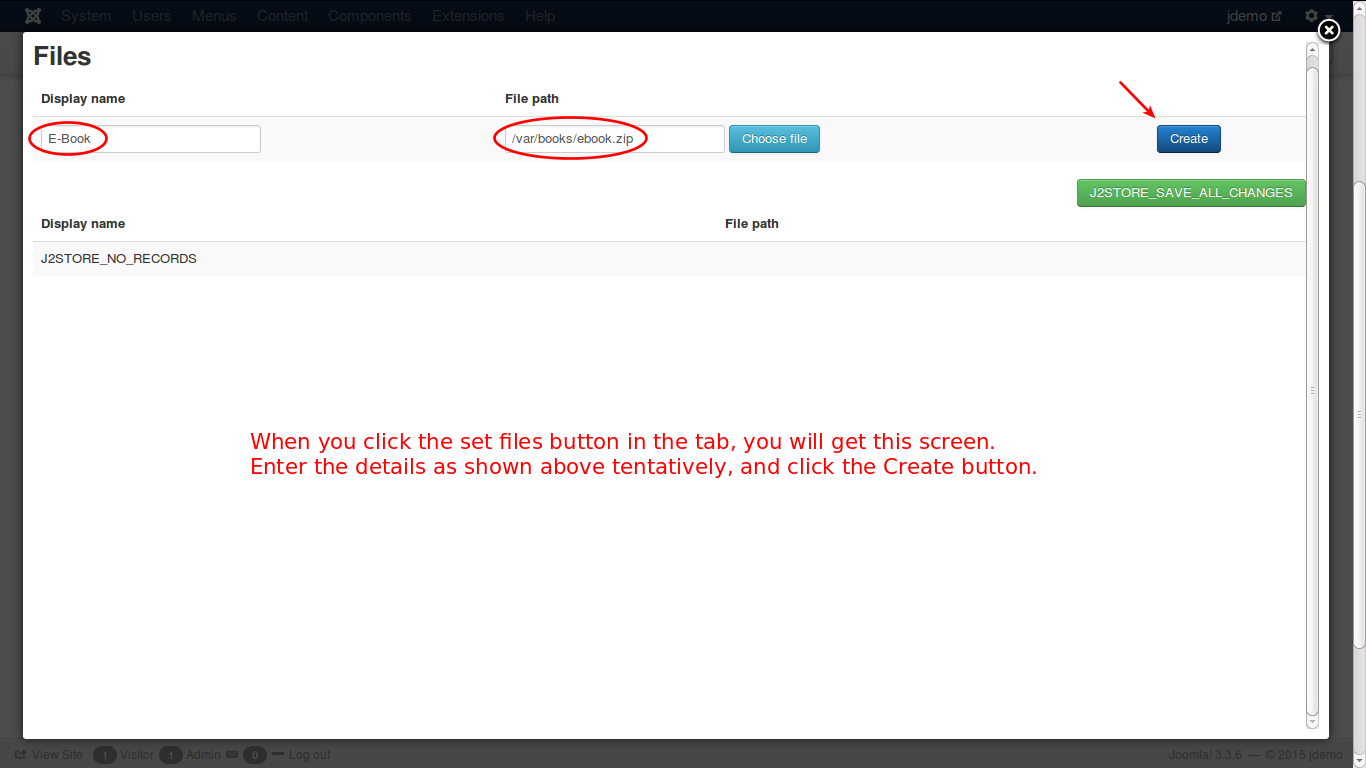 System Users Menus Content Components Extensions Help jdemo
Files
Display name File path
E-Book /var/books/ebook.zip Choose file Create
J2STORE_SAVE_ALL_CHANGES
Display name File path
J2STORE_NO_RECORDS
When you click the set files button in the tab, you will get this screen.
Enter the details as shown above tentatively, and click the Create button.
View Site 1 Visitor 1 Admin 0 Log out Joomla! 3.3.6 — © 2015 jdemo